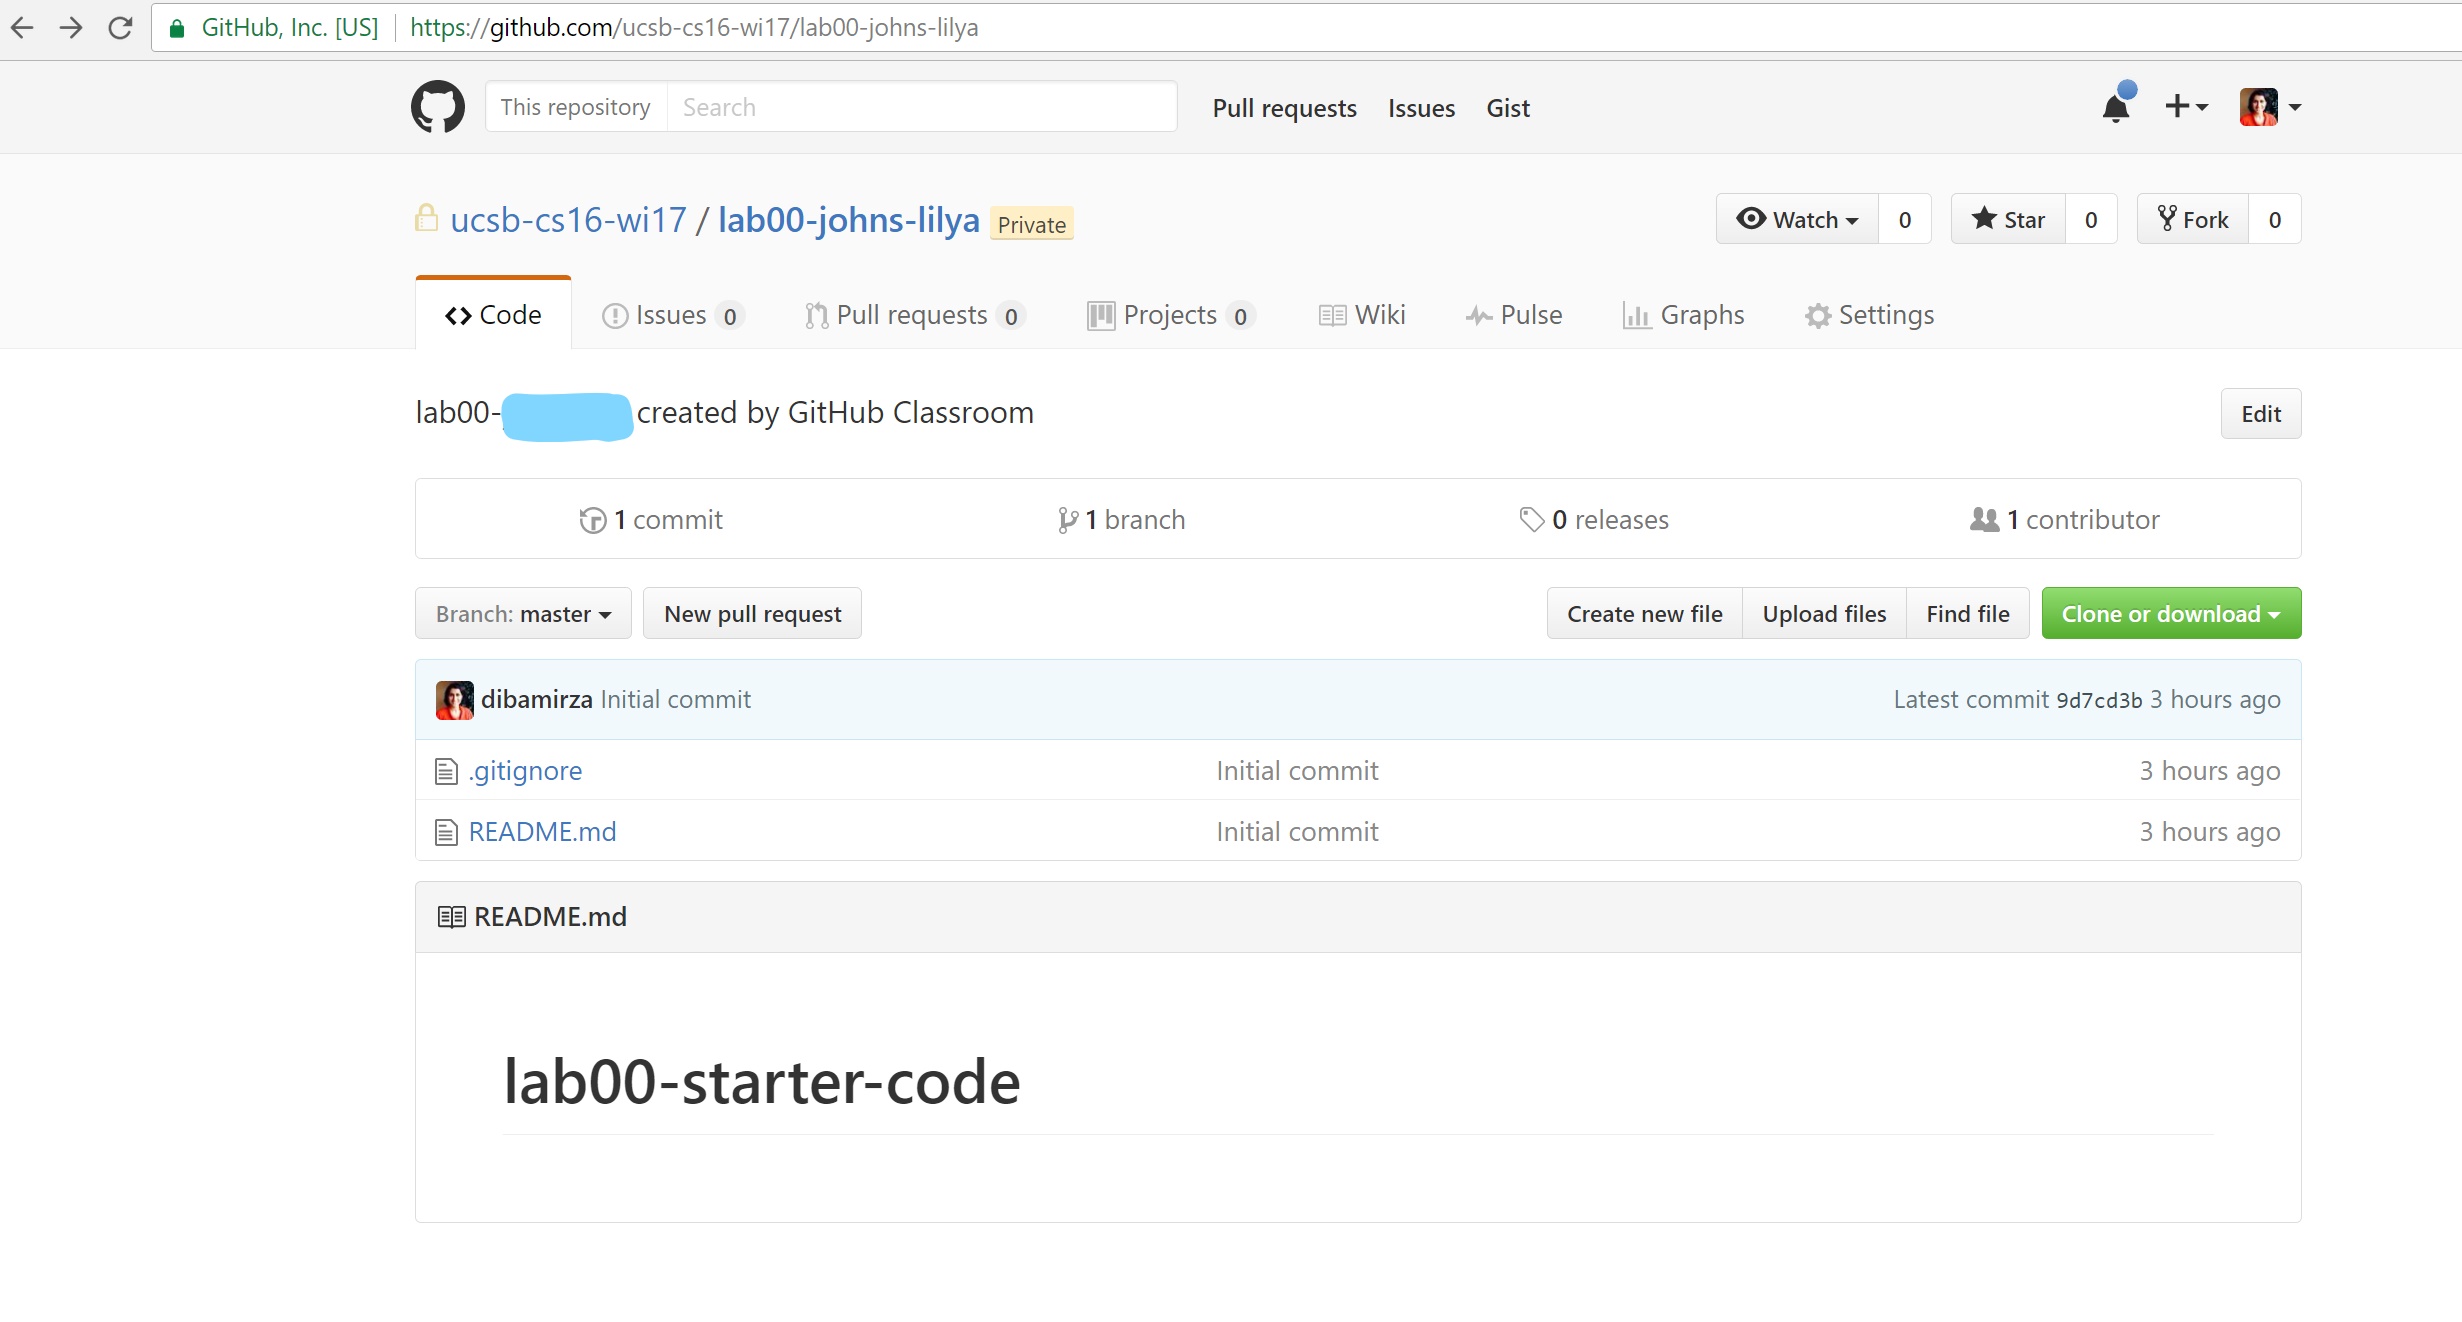 GitHub, Inc. [US] https://github.com/ucsb-cs16-wi17/lab00-johns-lilya
This repository Search Pull requests Issues Gist
ucsb-cs16-wi17 / lab00-johns-lilya Private Watch 0 Star 0 Fork 0
Code Issues 0 Pull requests 0 Projects 0 Wiki Pulse Graphs Settings
lab00- created by GitHub Classroom Edit
1 commit 1 branch 0 releases 1 contributor
Branch: master New pull request Create new file Upload files Find file Clone or download
dibamirza Initial commit Latest commit 9d7cd3b 3 hours ago
.gitignore Initial commit 3 hours ago
README.md Initial commit 3 hours ago
README.md
lab00-starter-code